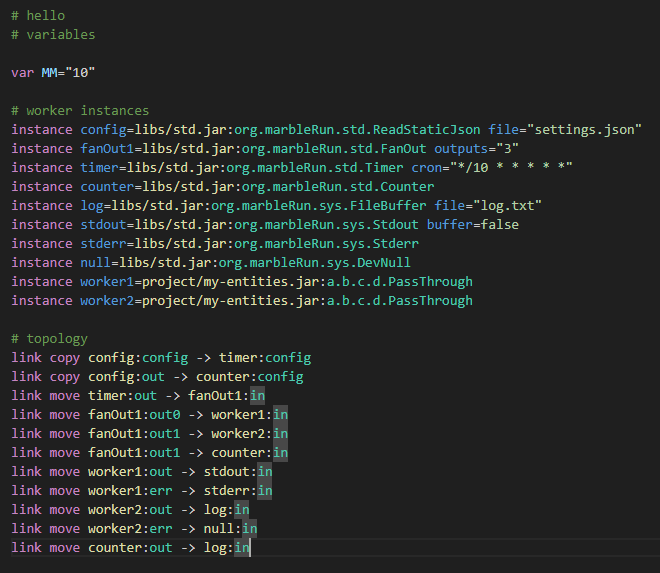 # hello
# variables
var MM="10"
# worker instances
instance config=libs/std.jar:org.marbleRun.std.ReadStaticJson file="settings.json"
instance fanOut1=libs/std.jar:org.marbleRun.std.FanOut outputs="3"
instance timer=libs/std.jar:org.marbleRun.std.Timer cron="*/10 * * * * *"
instance counter=libs/std.jar:org.marbleRun.std.Counter
instance log=libs/std.jar:org.marbleRun.sys.FileBuffer file="log.txt"
instance stdout=libs/std.jar:org.marbleRun.sys.Stdout buffer=false
instance stderr=libs/std.jar:org.marbleRun.sys.Stderr
instance null=libs/std.jar:org.marbleRun.sys.DevNull
instance worker1=project/my-entities.jar:a.b.c.d.PassThrough
instance worker2=project/my-entities.jar:a.b.c.d.PassThrough
# topology
link copy config:config -> timer:config
link copy config:out -> counter:config
link move timer:out -> fanOut1:in
link move fanOut1:out0 -> worker1:in
link move fanOut1:out1 -> worker2:in
link move fanOut1:out1 -> counter:in
link move worker1:out -> stdout:in
link move worker1:err -> stderr:in
link move worker2:out -> log:in
link move worker2:err -> null:in
link move counter:out -> log:in